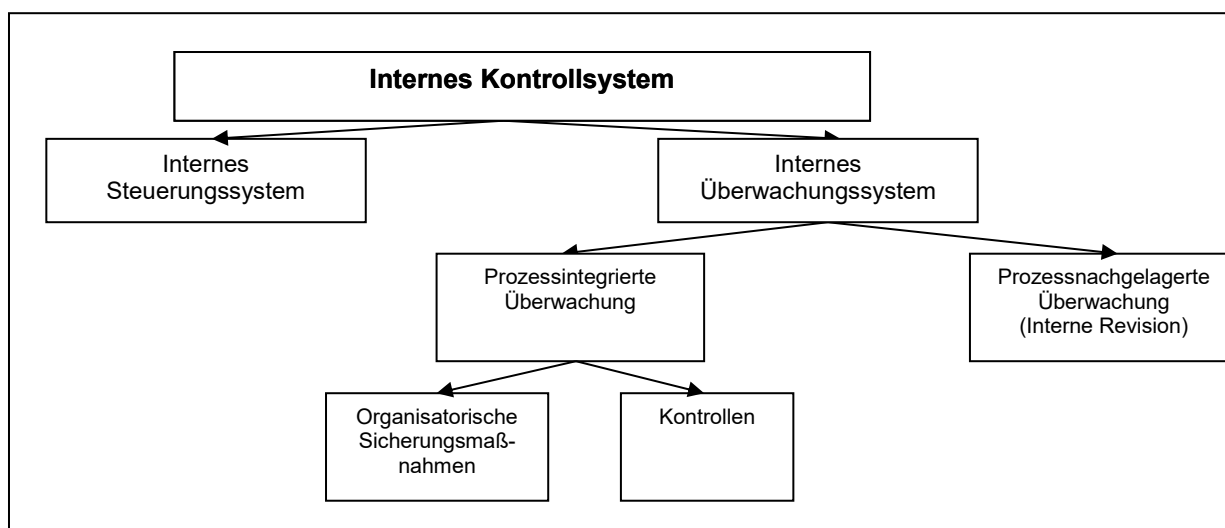 Internes Kontrollsystem
Internes
Steuerungssystem
Internes
Überwachungssystem
Prozessintegrierte
Überwachung
Prozessnachgelagerte
Überwachung
(Interne Revision)
Organisatorische
Sicherungsmaß-
nahmen
Kontrollen